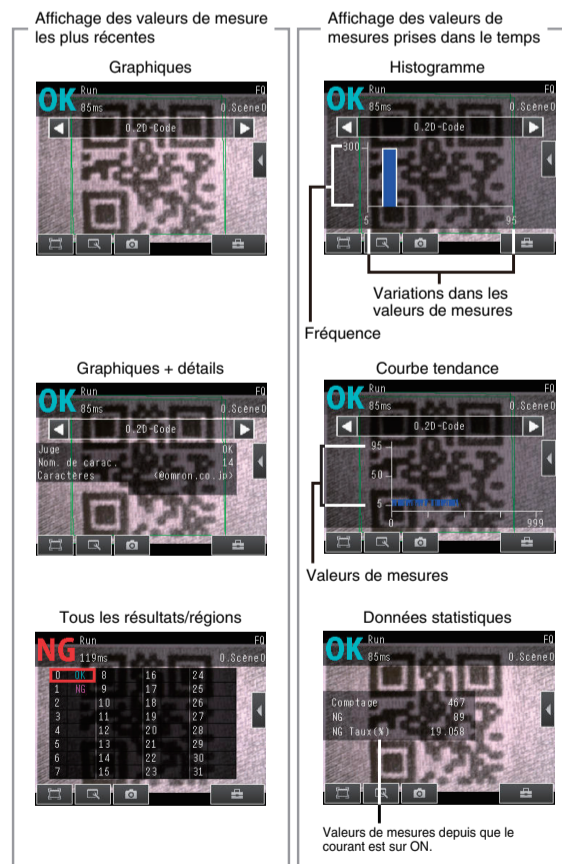 Affichage des valeurs de mesure
les plus récentes
Graphiques
OK Run FQ
85ms 0.Scène0
0.2D-Code
Graphiques + détails
OK Run FQ
85ms 0.Scène0
0.2D-Code
Juge OK
Nom. de carac. 14
Caractères <@omron.co.jp>
Tous les résultats/régions
NG Run FQ
119ms 0.Scène0
0 OK 8 16 24
1 NG 9 17 25
2 10 18 26
3 11 19 27
4 12 20 28
5 13 21 29
6 14 22 30
7 15 23 31
Affichage des valeurs de
mesures prises dans le temps
Histogramme
OK Run FQ
85ms 0.Scène0
0.2D-Code
300
5 95
Variations dans les
valeurs de mesures
Fréquence
Courbe tendance
OK Run FQ
85ms 0.Scène0
0.2D-Code
95
50
5
0 999
Valeurs de mesures
Données statistiques
OK Run FQ
85ms 0.Scène0
Comptage 467
NG 89
NG Taux(%) 19.058
Valeurs de mesures depuis que le
courant est sur ON.